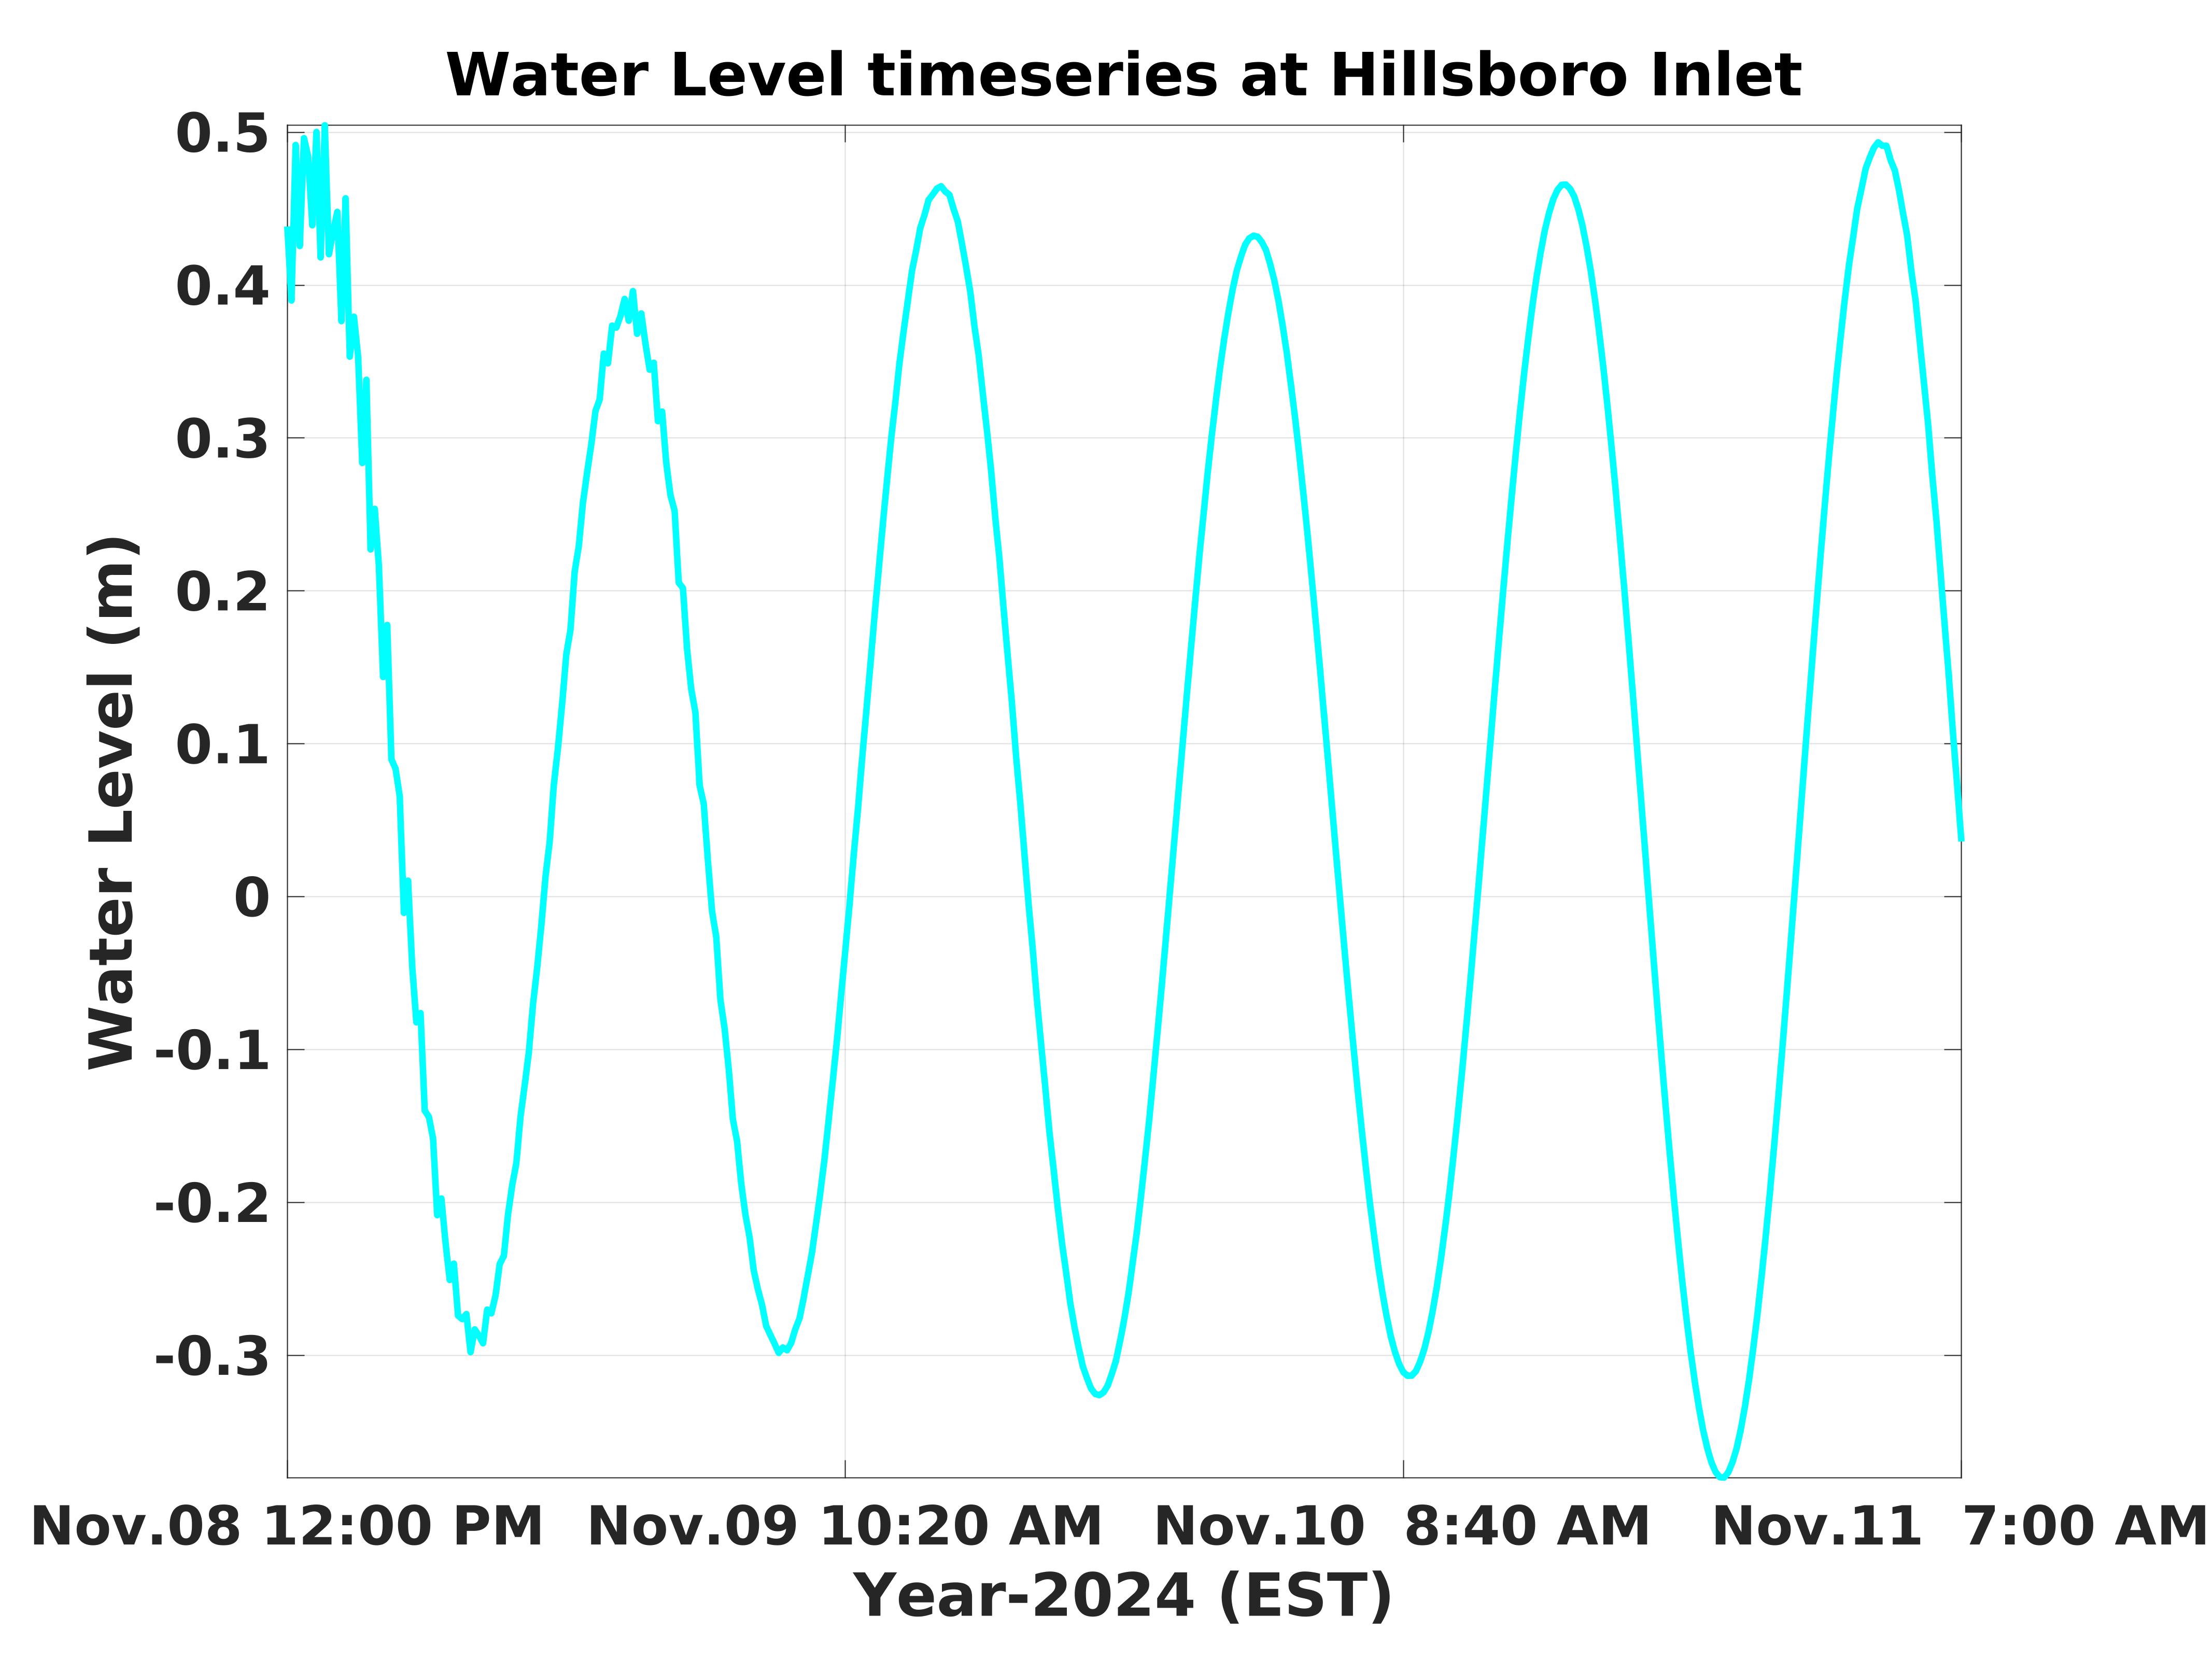 Water Level timeseries at Hillsboro Inlet
0.5
0.4
0.3
0.2
0.1
0
-0.1
-0.2
-0.3
Water Level (m)
Nov.08 12:00 PM Nov.09 10:20 AM Nov.10 8:40 AM Nov.11 7:00 AM
Year-2024 (EST)